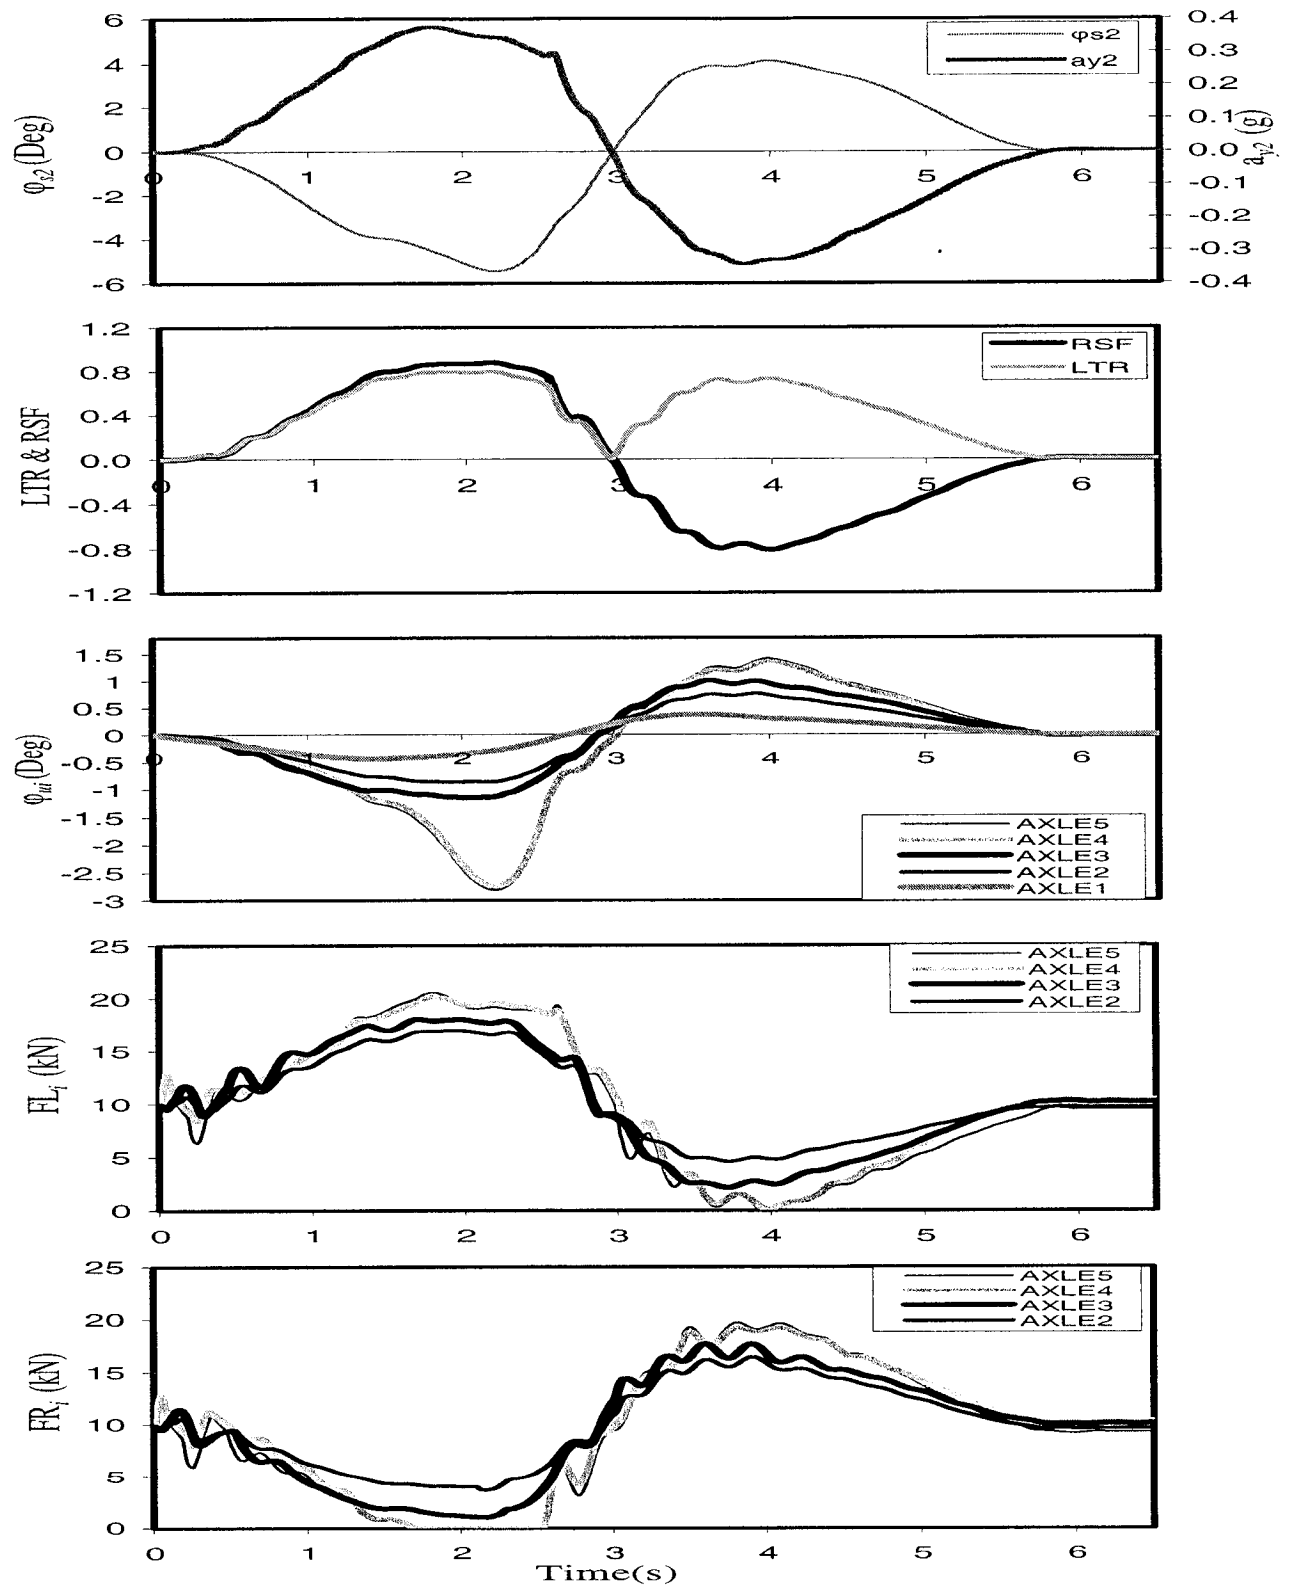 6
4
2
0
-2
-4
-6
φs2 (Deg)
φs2
ay2
0.4
0.3
0.2
0.1
0.0
-0.1
-0.2
-0.3
-0.4
ay2 (g)
0 1 2 3 4 5 6
1.2
0.8
0.4
0.0
-0.4
-0.8
-1.2
LTR & RSF
RSF
LTR
0 1 2 3 4 5 6
1.5
1
0.5
0
-0.5
-1
-1.5
-2
-2.5
-3
φui (Deg)
0 1 2 3 4 5 6
AXLE5
AXLE4
AXLE3
AXLE2
AXLE1
25
20
15
10
5
0
FLi (kN)
AXLE5
AXLE4
AXLE3
AXLE2
0 1 2 3 4 5 6
25
20
15
10
5
0
FRi (kN)
AXLE5
AXLE4
AXLE3
AXLE2
0 1 2 3 4 5 6
Time(s)